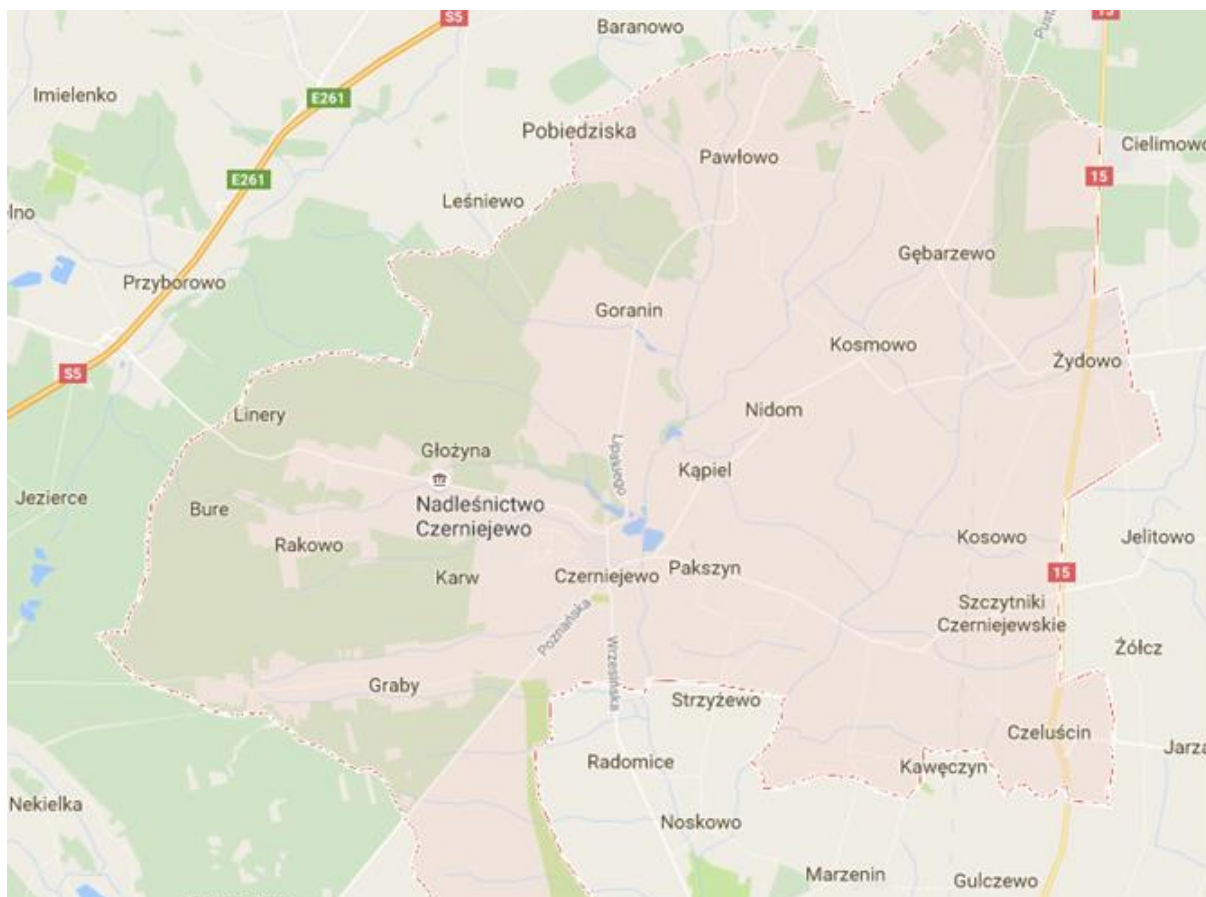 S5
15
Baranowo
Pust
Imielenko
E261
Pobiedziska
Pawłowo
Cielimowo
E261
15
Leśniewo
lno
Gębarzewo
Przyborowo
Goranin
Kosmowo
Żydowo
S5
Linery
Nidom
Głożyna
Lipaskiego
Kąpiel
Jezierce
Bure
Nadleśnictwo
Czerniejewo
Rakowo
Kosowo
Jelitowo
Karw
Czerniejewo
Pakszyn
15
Szczytniki
Czerniejewskie
Poznańska
Żółcz
Wrzesińska
Graby
Strzyżewo
Czeluścin
Radomice
Kawęczyn
Jarza
Nekielka
Noskowo
Marzenin
Gulczewo